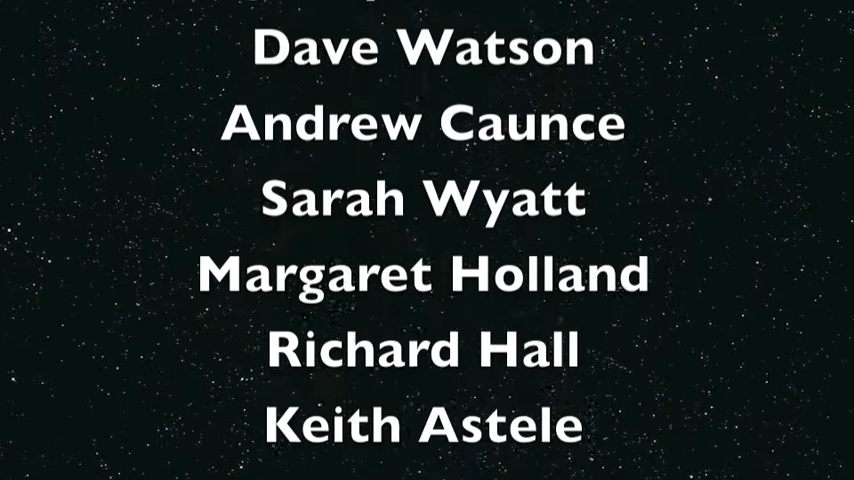 Dave Watson
Andrew Caunce
Sarah Wyatt
Margaret Holland
Richard Hall
Keith Astele